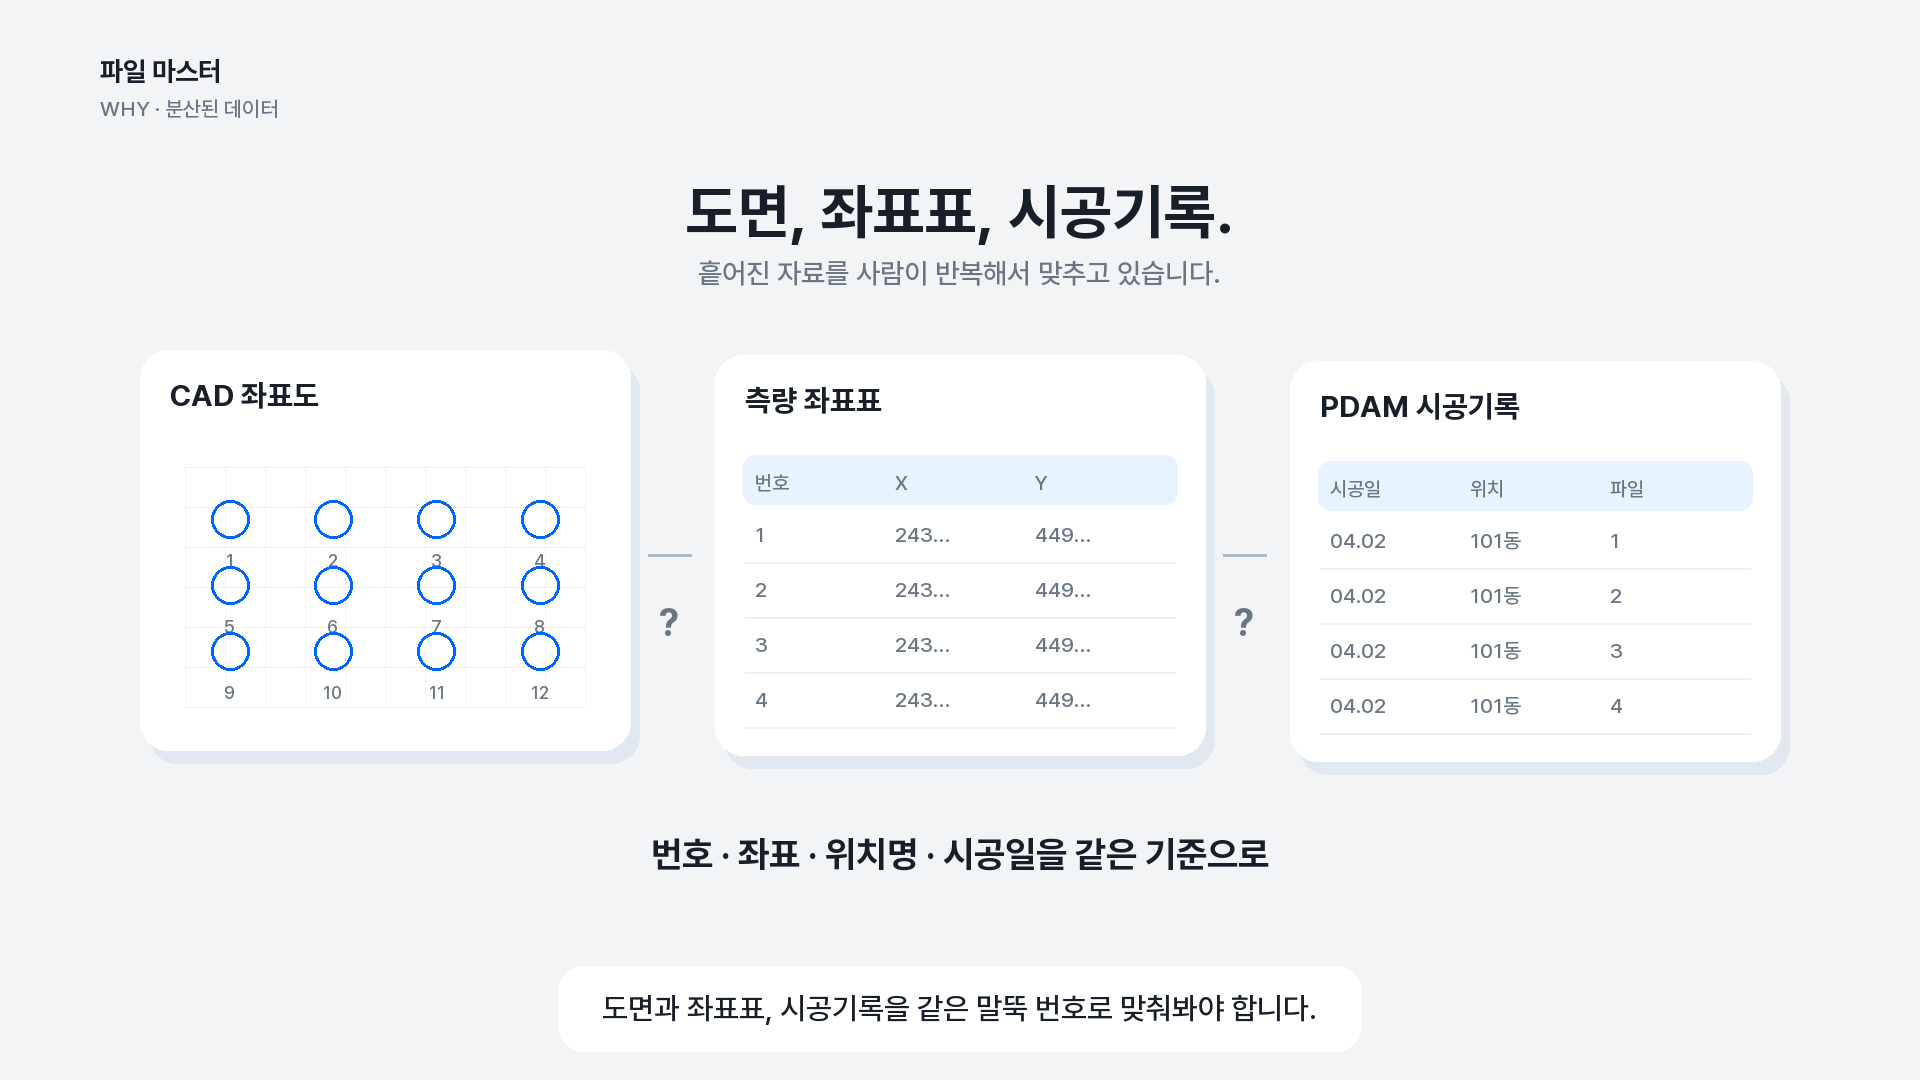 파일 마스터
WHY · 분산된 데이터
도면, 좌표표, 시공기록.
흩어진 자료를 사람이 반복해서 맞추고 있습니다.
CAD 좌표도
1 2 3 4
5 6 7 8
9 10 11 12
?
측량 좌표표
번호 X Y
1 243... 449...
2 243... 449...
3 243... 449...
4 243... 449...
?
PDAM 시공기록
시공일 위치 파일
04.02 101동 1
04.02 101동 2
04.02 101동 3
04.02 101동 4
번호 · 좌표 · 위치명 · 시공일을 같은 기준으로
도면과 좌표표, 시공기록을 같은 말뚝 번호로 맞춰봐야 합니다.